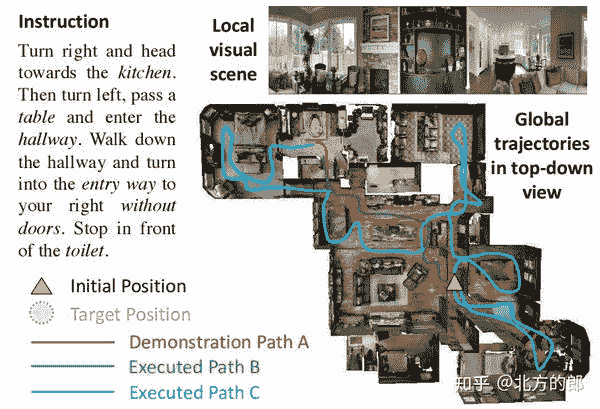 Instruction
Turn right and head
towards the kitchen.
Then turn left, pass a
table and enter the
hallway. Walk down
the hallway and turn
into the entry way to
your right without
doors. Stop in front
of the toilet.
Initial Position
Target Position
Demonstration Path A
Executed Path B
Executed Path C
Local
visual
scene
Global
trajectories
in top-down
view
知乎 @北方的郎